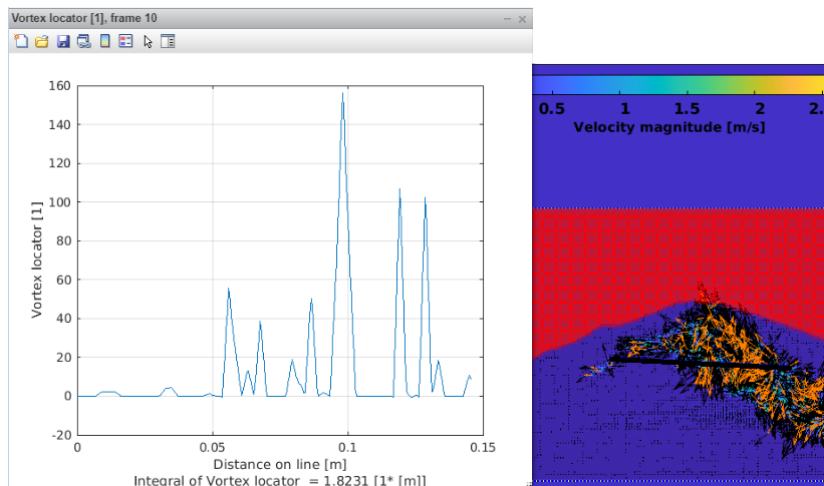 Vortex locator [1], frame 10
160
140
120
100
80
60
40
20
0
-20
Vortex locator [1]
0
0.05
0.1
0.15
Distance on line [m]
Integral of Vortex locator = 1.8231 [1* [m]]
0.5 1 1.5 2 2.
Velocity magnitude [m/s]